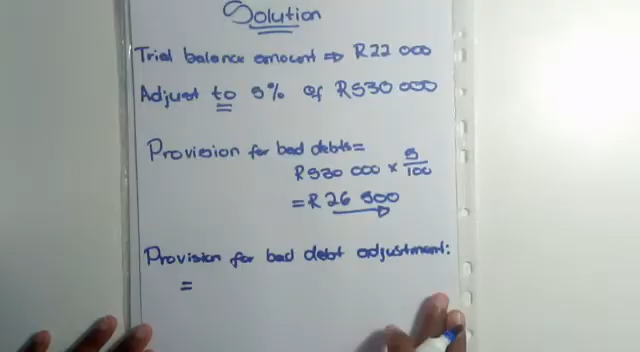 Solution
Trial balance amount ⇒ R22 000
Adjust to 5% of R530 000
Provision for bad debts=
R530 000 × 5/100
= R 26 500
Provision for bad debt adjustment:
=